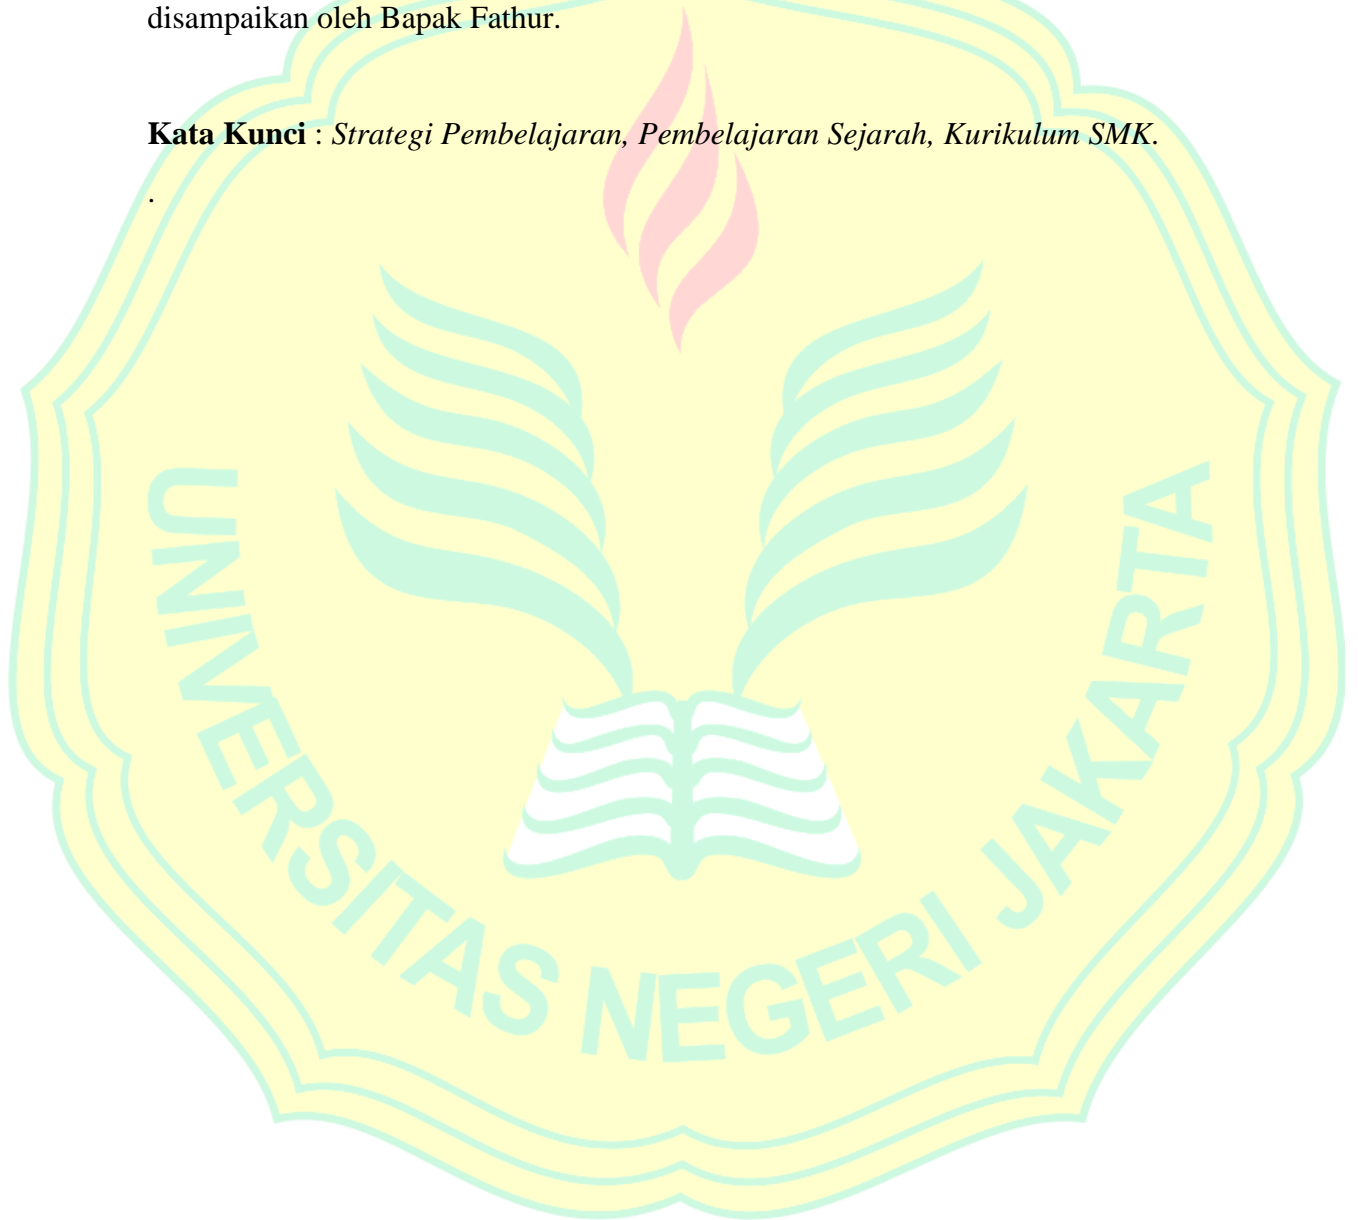 disampaikan oleh Bapak Fathur.
Kata Kunci : Strategi Pembelajaran, Pembelajaran Sejarah, Kurikulum SMK.
.
UNIVERSITAS NEGERI JAKARTA